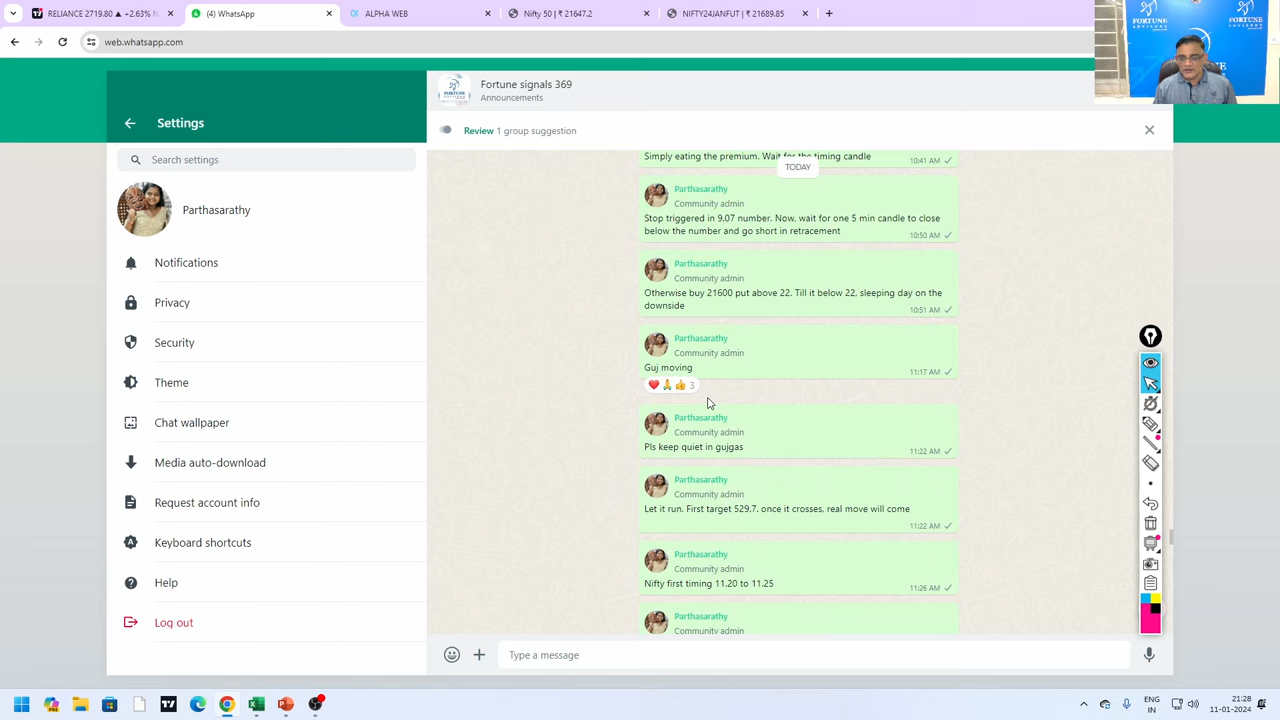 RELIANCE 2719.80 ▲ +2.63% N
(4) WhatsApp
ALPHA WEB
Nifty 50 | ₹ 21647.2
NIFTY24JANFUT | ₹ 21689.85
web.whatsapp.com
FORTUNE
FORTUNE
Settings
Search settings
Parthasarathy
Notifications
Privacy
Security
Theme
Chat wallpaper
Media auto-download
Request account info
Keyboard shortcuts
Help
Log out
Fortune signals 369
Announcements
Review 1 group suggestion
Simply eating the premium. Wait for the timing candle
10:41 AM
TODAY
Parthasarathy
Community admin
Stop triggered in 9.07 number. Now, wait for one 5 min candle to close
below the number and go short in retracement
10:50 AM
Parthasarathy
Community admin
Otherwise buy 21600 put above 22. Till it below 22, sleeping day on the
downside
10:51 AM
Parthasarathy
Community admin
Guj moving
11:17 AM
3
Parthasarathy
Community admin
Pls keep quiet in gujgas
11:22 AM
Parthasarathy
Community admin
Let it run. First target 529.7. once it crosses, real move will come
11:22 AM
Parthasarathy
Community admin
Nifty first timing 11.20 to 11.25
11:26 AM
Parthasarathy
Community admin
Type a message
ENG
IN
21:28
11-01-2024